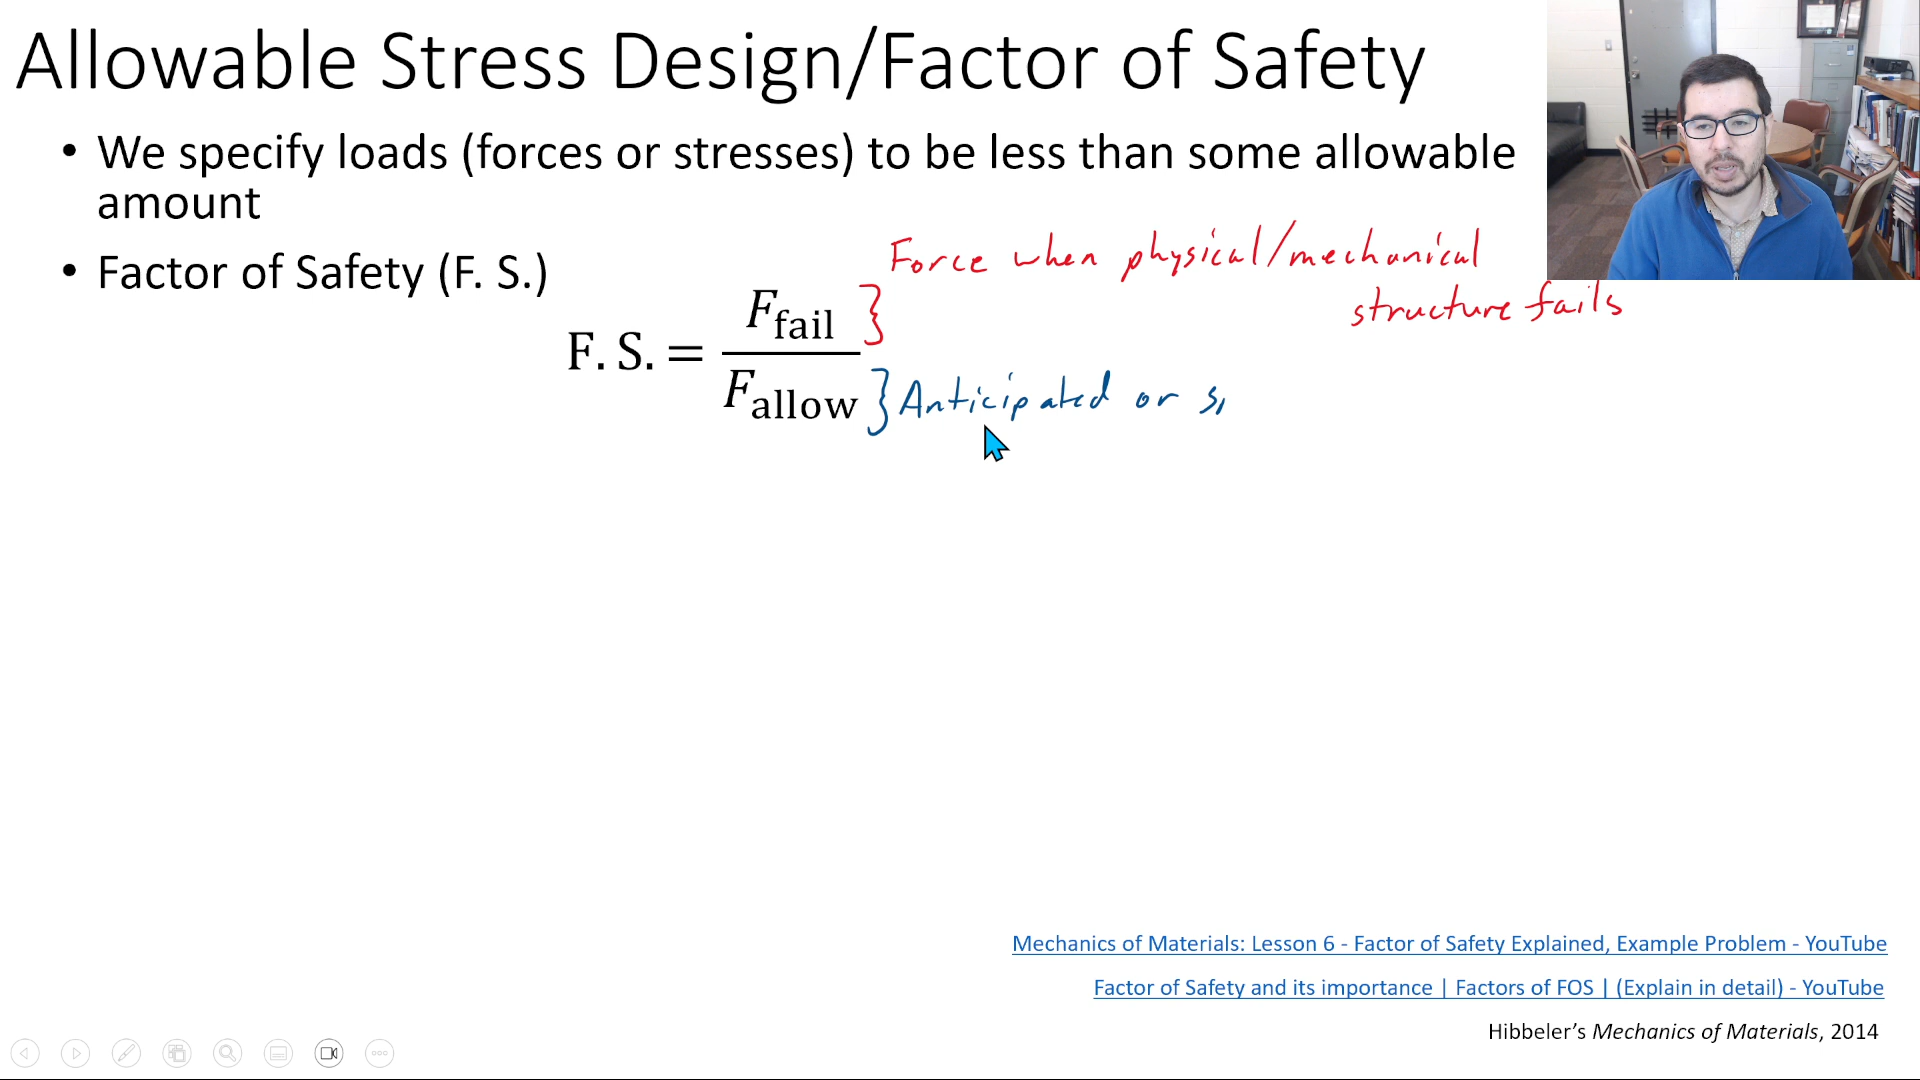 Allowable Stress Design/Factor of Safety
• We specify loads (forces or stresses) to be less than some allowable
amount
• Factor of Safety (F. S.)
Force when physical/mechanical
structure fails
F. S. = F_fail / F_allow
} Anticipated or
Mechanics of Materials: Lesson 6 - Factor of Safety Explained, Example Problem - YouTube
Factor of Safety and its importance | Factors of FOS | (Explain in detail) - YouTube
Hibbeler's Mechanics of Materials, 2014